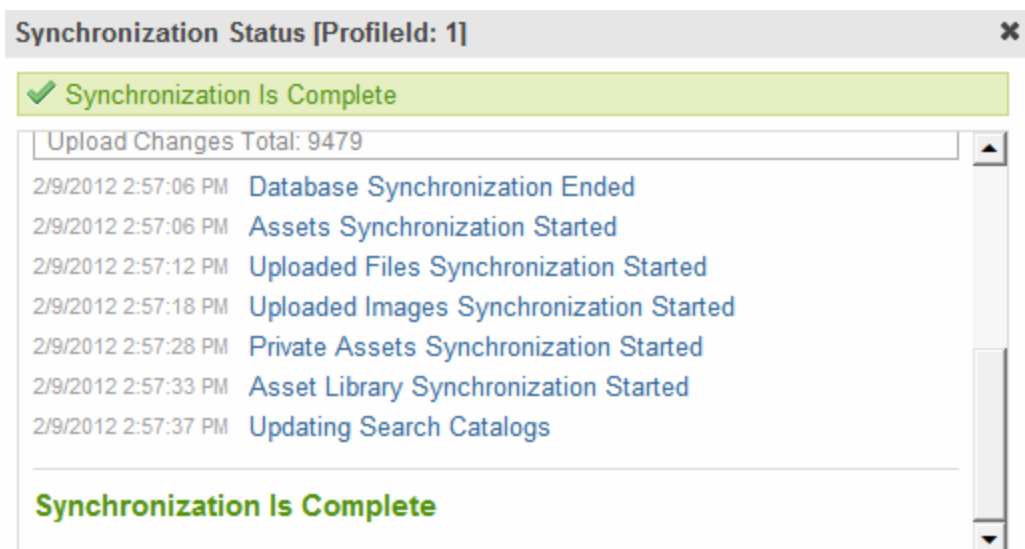 Synchronization Status [ProfileId: 1]
Synchronization Is Complete
Upload Changes Total: 9479
2/9/2012 2:57:06 PM Database Synchronization Ended
2/9/2012 2:57:06 PM Assets Synchronization Started
2/9/2012 2:57:12 PM Uploaded Files Synchronization Started
2/9/2012 2:57:18 PM Uploaded Images Synchronization Started
2/9/2012 2:57:28 PM Private Assets Synchronization Started
2/9/2012 2:57:33 PM Asset Library Synchronization Started
2/9/2012 2:57:37 PM Updating Search Catalogs
Synchronization Is Complete